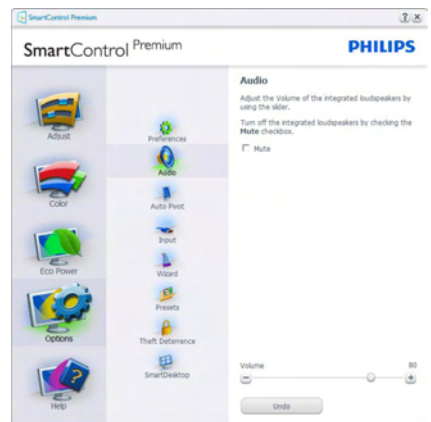 SmartControl Premium
SmartControl Premium
PHILIPS
Adjust
Color
Eco Power
Options
Help
Preferences
Audio
Auto Pivot
Input
Wizard
Presets
Theft Deterrence
SmartDesktop
Audio
Adjust the Volume of the integrated loudspeakers by
using the slider.
Turn off the integrated loudspeakers by checking the
Mute checkbox.
Mute
Volume 80
Undo